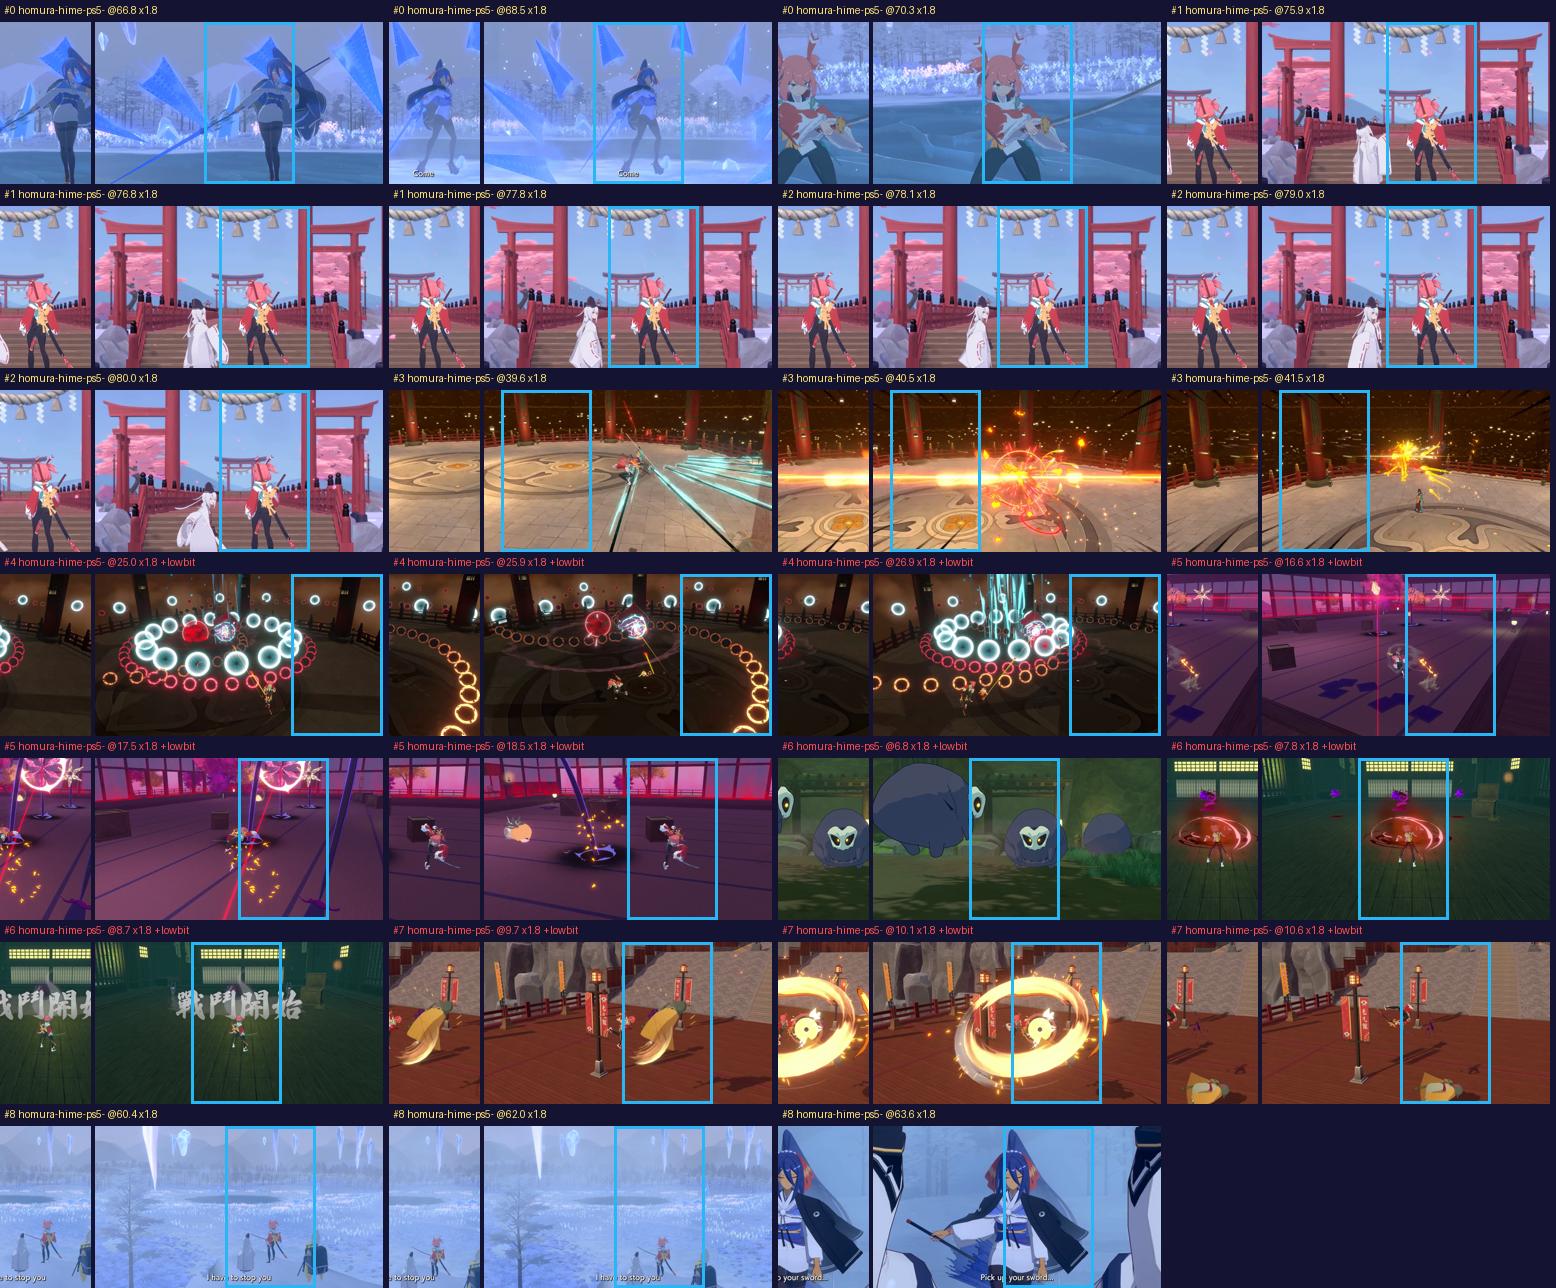 #0 homura-hime-ps5- @66.8 x1.8
#0 homura-hime-ps5- @68.5 x1.8
#0 homura-hime-ps5- @70.3 x1.8
#1 homura-hime-ps5- @75.9 x1.8
Come
Come
#1 homura-hime-ps5- @76.8 x1.8
#1 homura-hime-ps5- @77.8 x1.8
#2 homura-hime-ps5- @78.1 x1.8
#2 homura-hime-ps5- @79.0 x1.8
#2 homura-hime-ps5- @80.0 x1.8
#3 homura-hime-ps5- @39.6 x1.8
#3 homura-hime-ps5- @40.5 x1.8
#3 homura-hime-ps5- @41.5 x1.8
#4 homura-hime-ps5- @25.0 x1.8 +lowbit
#4 homura-hime-ps5- @25.9 x1.8 +lowbit
#4 homura-hime-ps5- @26.9 x1.8 +lowbit
#5 homura-hime-ps5- @16.6 x1.8 +lowbit
#5 homura-hime-ps5- @17.5 x1.8 +lowbit
#5 homura-hime-ps5- @18.5 x1.8 +lowbit
#6 homura-hime-ps5- @6.8 x1.8 +lowbit
#6 homura-hime-ps5- @7.8 x1.8 +lowbit
#6 homura-hime-ps5- @8.7 x1.8 +lowbit
#7 homura-hime-ps5- @9.7 x1.8 +lowbit
#7 homura-hime-ps5- @10.1 x1.8 +lowbit
#7 homura-hime-ps5- @10.6 x1.8 +lowbit
戰鬥開始
戰鬥開始
#8 homura-hime-ps5- @60.4 x1.8
#8 homura-hime-ps5- @62.0 x1.8
#8 homura-hime-ps5- @63.6 x1.8
e to stop you
I have to stop you
e to stop you
I have to stop you
p your sword...
Pick up your sword...